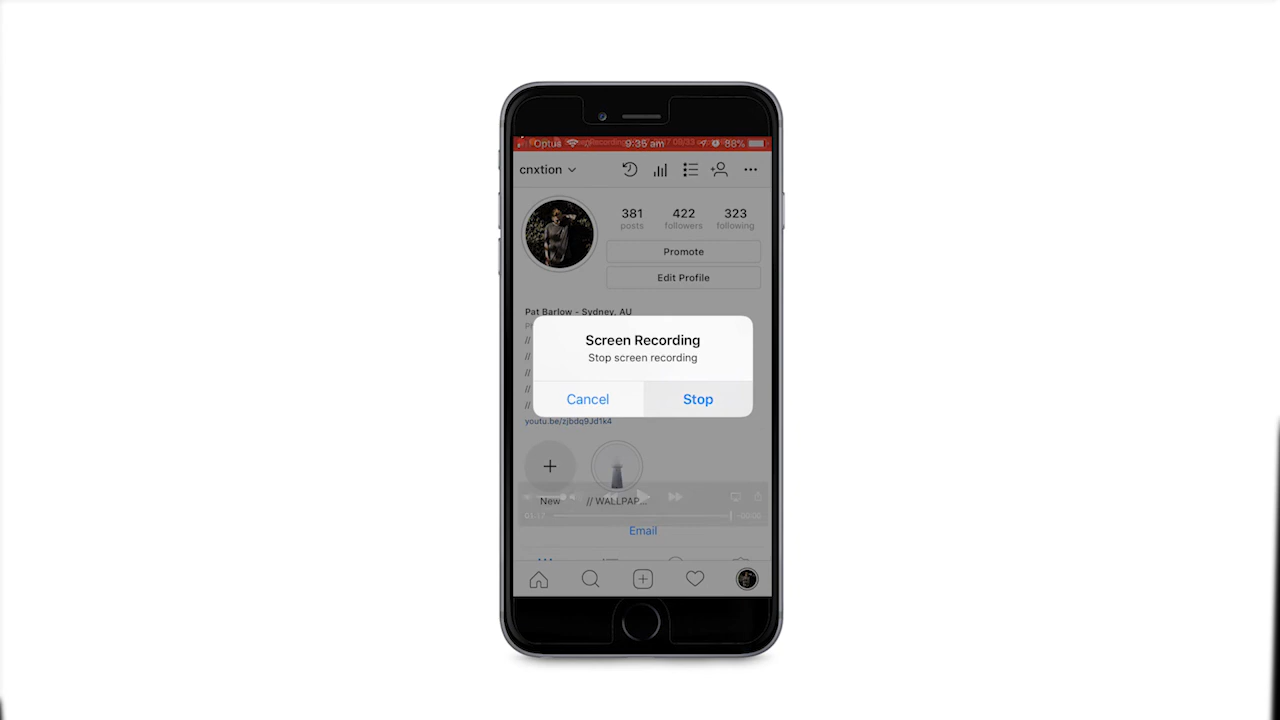 Optus 9:35 am 88%
cnxtion
381 422 323
posts followers following
Promote
Edit Profile
Pat Barlow - Sydney, AU
//
//
//
//
//
Screen Recording
Stop screen recording
Cancel Stop
youtu.be/zjbdq9Jd1k4
New // WALLPAP...
Email